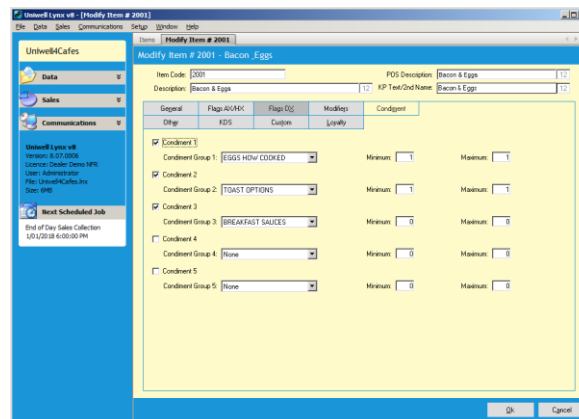 Uniwell Lynx v8 - [Modify Item # 2001]
File Data Sales Communications Setup Window Help
Uniwell4Cafes
Data
Sales
Communications
Uniwell Lynx v8
Version: 8.07.0006
Licence: Dealer Demo NFR
User: Administrator
File: Uniwell4Cafes.lnx
Size: 6MB
Next Scheduled Job
End of Day Sales Collection
1/01/2018 6:00:00 PM
Items Modify Item # 2001
Modify Item # 2001 - Bacon _Eggs
Item Code: 2001 POS Description: Bacon & Eggs 12
Description: Bacon & Eggs 12 KP Text/2nd Name: Bacon & Eggs 12
General Flags AX/HX Flags DX Modifiers Condiment
Other KDS Custom Loyalty
Condiment 1
Condiment Group 1: EGGS HOW COOKED Minimum: 1 Maximum: 1
Condiment 2
Condiment Group 2: TOAST OPTIONS Minimum: 1 Maximum: 1
Condiment 3
Condiment Group 3: BREAKFAST SAUCES Minimum: 0 Maximum: 0
Condiment 4
Condiment Group 4: None Minimum: 0 Maximum: 0
Condiment 5
Condiment Group 5: None Minimum: 0 Maximum: 0
Ok Cancel